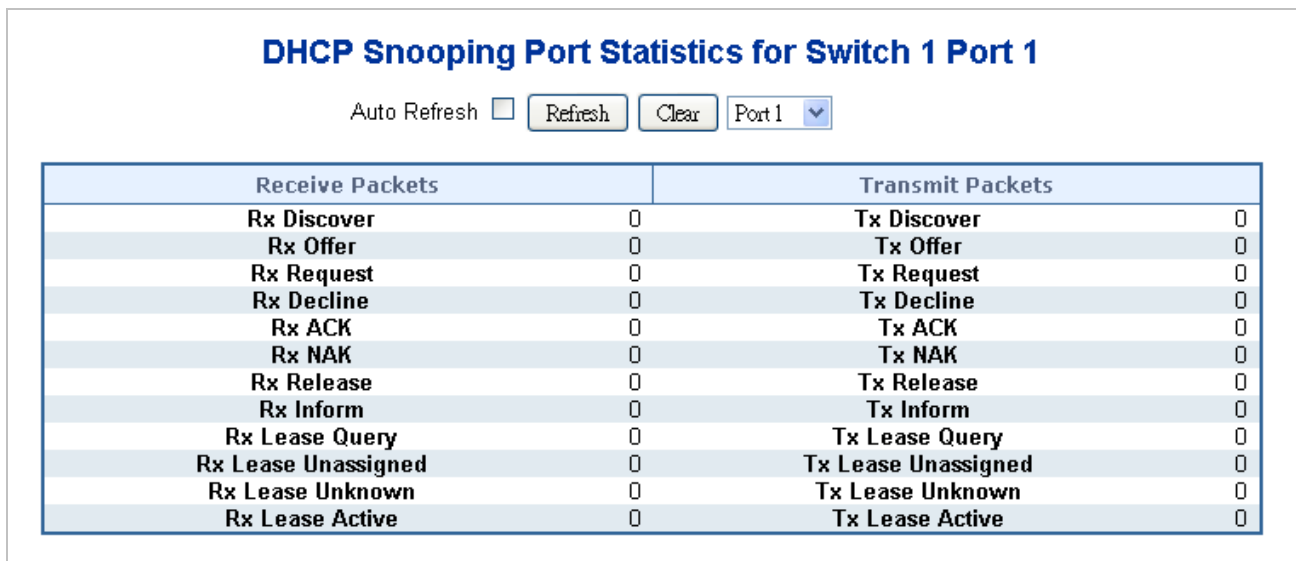 DHCP Snooping Port Statistics for Switch 1 Port 1
Auto Refresh Refresh Clear Port 1
Receive Packets Transmit Packets
Rx Discover 0 Tx Discover 0
Rx Offer 0 Tx Offer 0
Rx Request 0 Tx Request 0
Rx Decline 0 Tx Decline 0
Rx ACK 0 Tx ACK 0
Rx NAK 0 Tx NAK 0
Rx Release 0 Tx Release 0
Rx Inform 0 Tx Inform 0
Rx Lease Query 0 Tx Lease Query 0
Rx Lease Unassigned 0 Tx Lease Unassigned 0
Rx Lease Unknown 0 Tx Lease Unknown 0
Rx Lease Active 0 Tx Lease Active 0